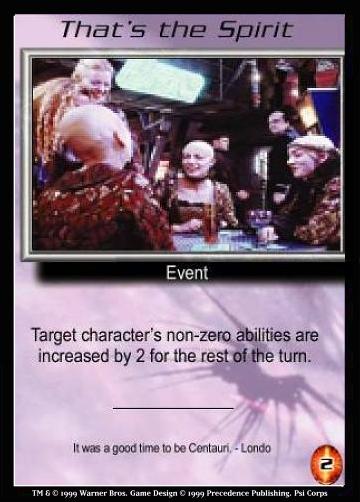 That's the Spirit
Event
Target character's non-zero abilities are
increased by 2 for the rest of the turn.
It was a good time to be Centauri. - Londo
2
TM & © 1999 Warner Bros. Game Design © 1999 Precedence Publishing. Psi Corps